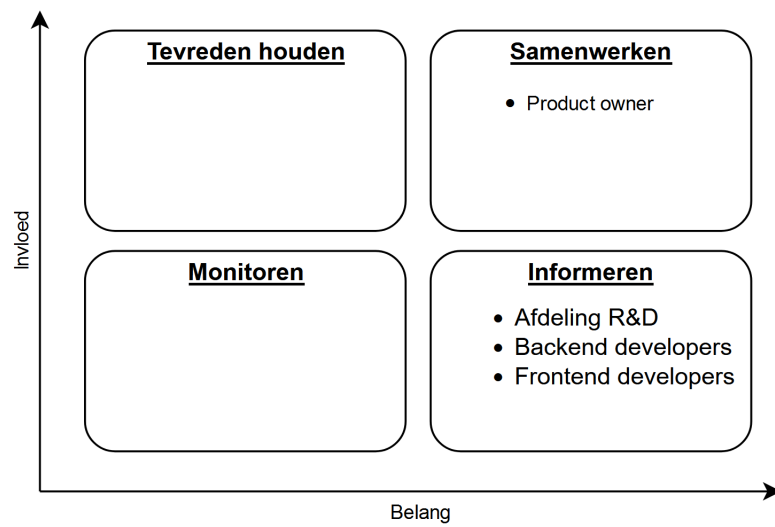 Tevreden houden
Samenwerken
• Product owner
Invloed
Monitoren
Informeren
• Afdeling R&D
• Backend developers
• Frontend developers
Belang